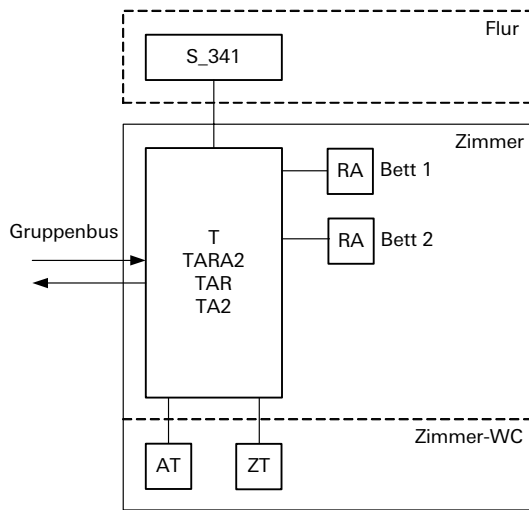 Flur
S_341
Zimmer
RA Bett 1
Gruppenbus
RA Bett 2
T
TARA2
TAR
TA2
Zimmer-WC
AT
ZT